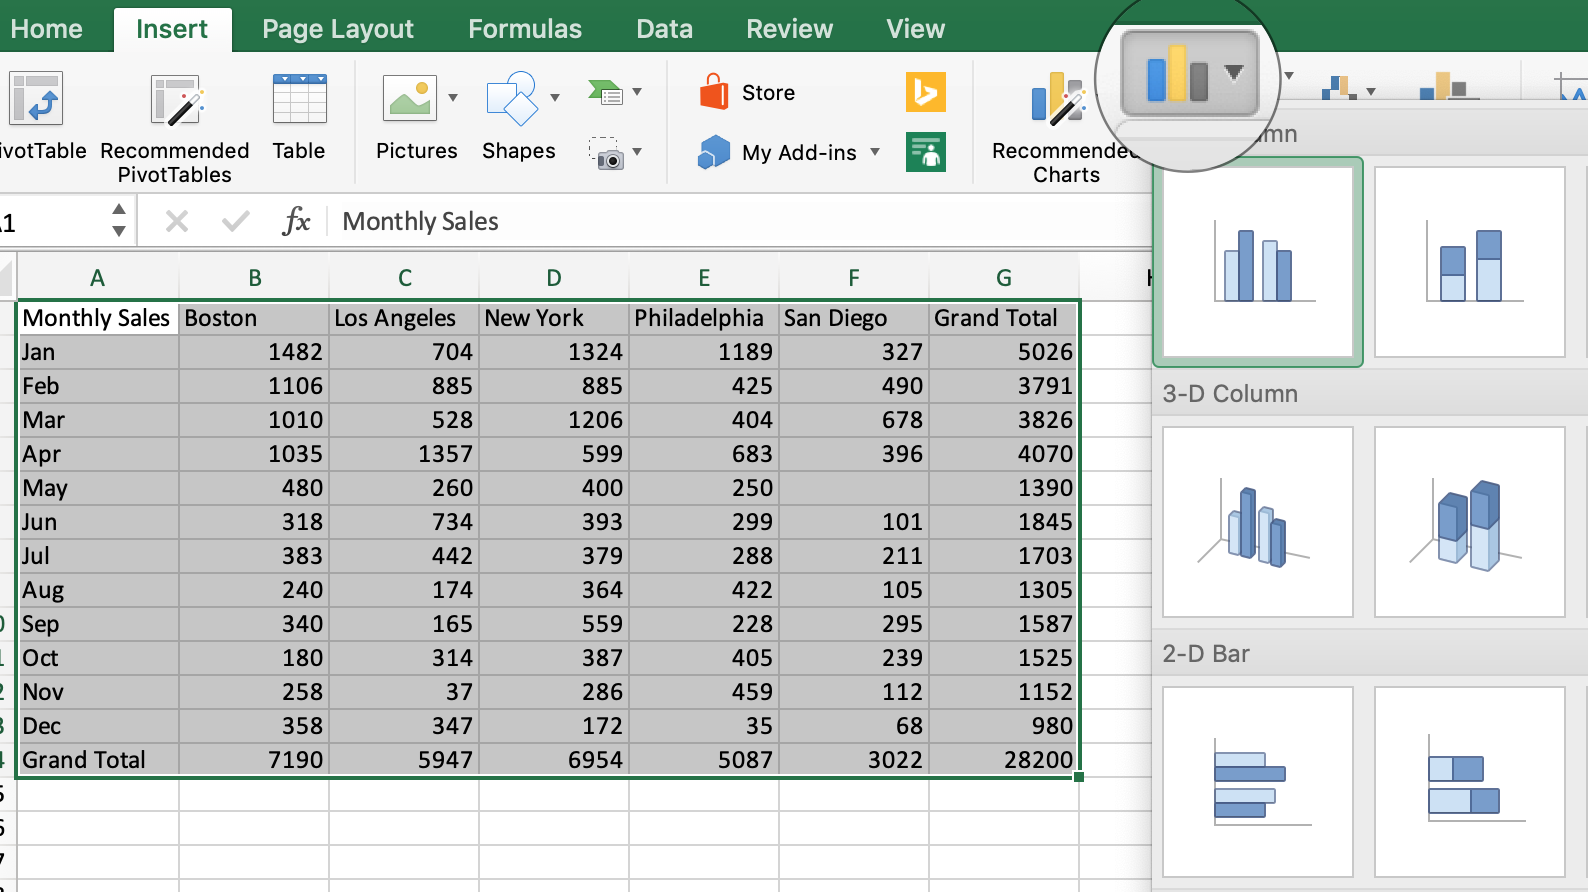 Home Insert Page Layout Formulas Data Review View
Store
My Add-ins
ivotTable Recommended PivotTables Table Pictures Shapes Recommended Charts
1 fx Monthly Sales
A B C D E F G
Monthly Sales Boston Los Angeles New York Philadelphia San Diego Grand Total
Jan 1482 704 1324 1189 327 5026
Feb 1106 885 885 425 490 3791
Mar 1010 528 1206 404 678 3826
Apr 1035 1357 599 683 396 4070
May 480 260 400 250 1390
Jun 318 734 393 299 101 1845
Jul 383 442 379 288 211 1703
Aug 240 174 364 422 105 1305
Sep 340 165 559 228 295 1587
Oct 180 314 387 405 239 1525
Nov 258 37 286 459 112 1152
Dec 358 347 172 35 68 980
Grand Total 7190 5947 6954 5087 3022 28200
mn
3-D Column
2-D Bar